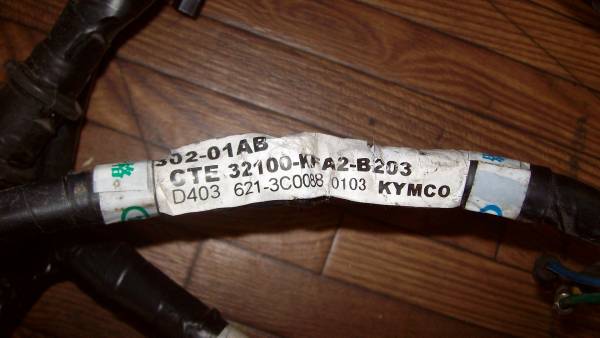 302-01AB
CTE 32100-KFA2-B203
D403 621-3C0088 0103 KYMCO